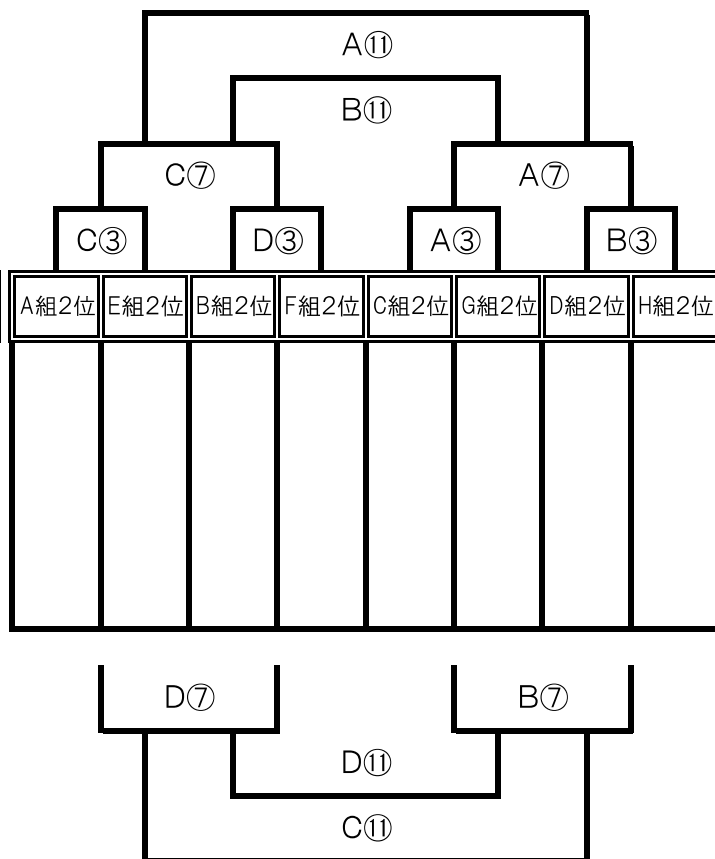 A⑪
B⑪
C⑦ A⑦
C③ D③ A③ B③
A組2位 E組2位 B組2位 F組2位 C組2位 G組2位 D組2位 H組2位
D⑦ B⑦
D⑪
C⑪